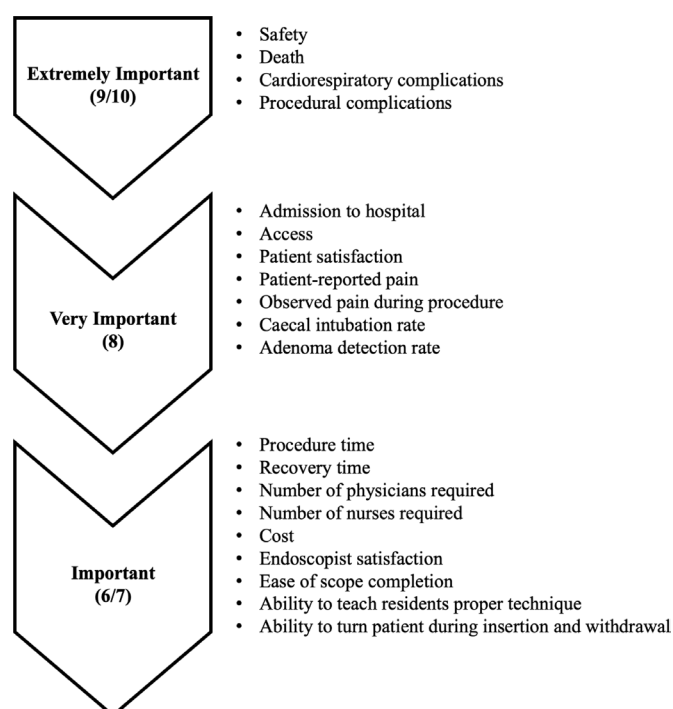 Extremely Important
(9/10)
• Safety
• Death
• Cardiorespiratory complications
• Procedural complications
Very Important
(8)
• Admission to hospital
• Access
• Patient satisfaction
• Patient-reported pain
• Observed pain during procedure
• Caecal intubation rate
• Adenoma detection rate
Important
(6/7)
• Procedure time
• Recovery time
• Number of physicians required
• Number of nurses required
• Cost
• Endoscopist satisfaction
• Ease of scope completion
• Ability to teach residents proper technique
• Ability to turn patient during insertion and withdrawal